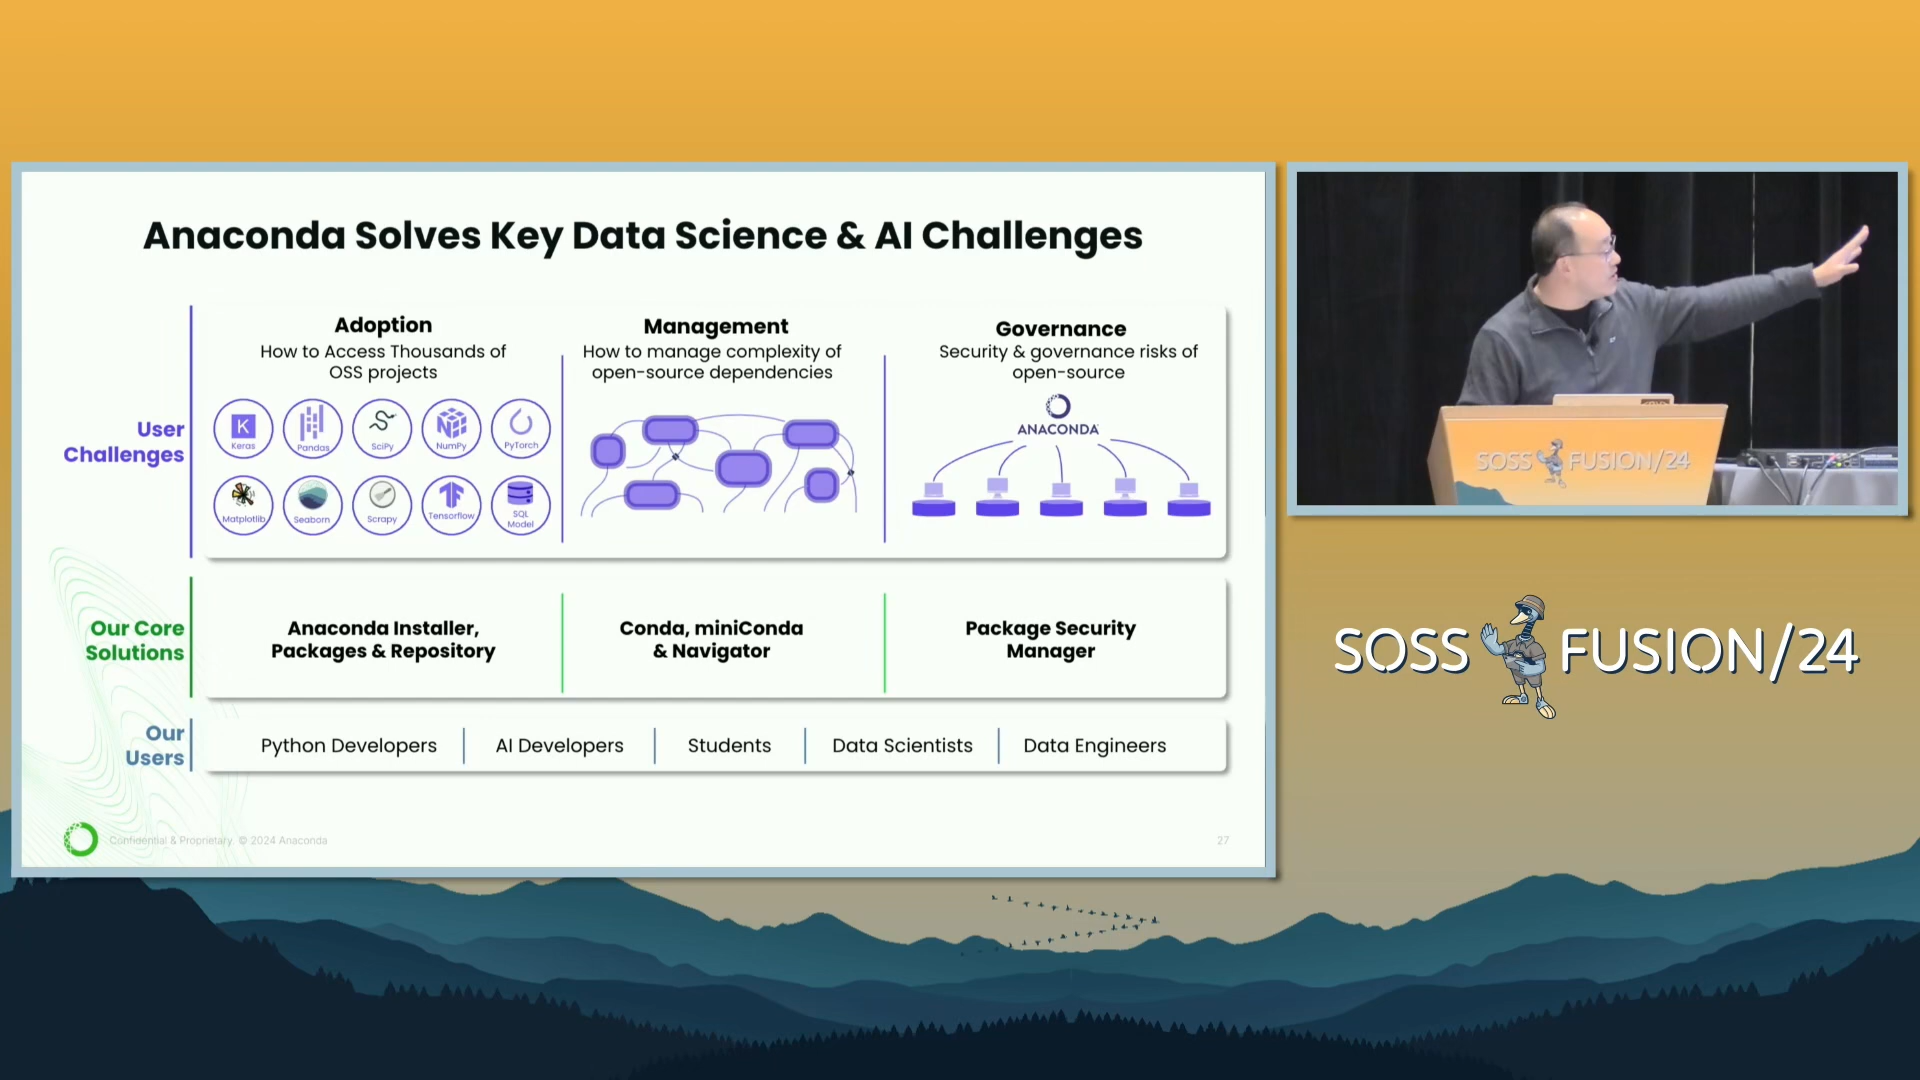 Anaconda Solves Key Data Science & AI Challenges
User
Challenges
Adoption
How to Access Thousands of
OSS projects
Keras
Pandas
SciPy
NumPy
PyTorch
Matplotlib
Seaborn
Scrapy
Tensorflow
SQL
Model
Management
How to manage complexity of
open-source dependencies
Governance
Security & governance risks of
open-source
ANACONDA
Our Core
Solutions
Anaconda Installer,
Packages & Repository
Conda, miniConda
& Navigator
Package Security
Manager
Our
Users
Python Developers
AI Developers
Students
Data Scientists
Data Engineers
Confidential & Proprietary. © 2024 Anaconda
27
SOSS FUSION/24
SOSS FUSION/24